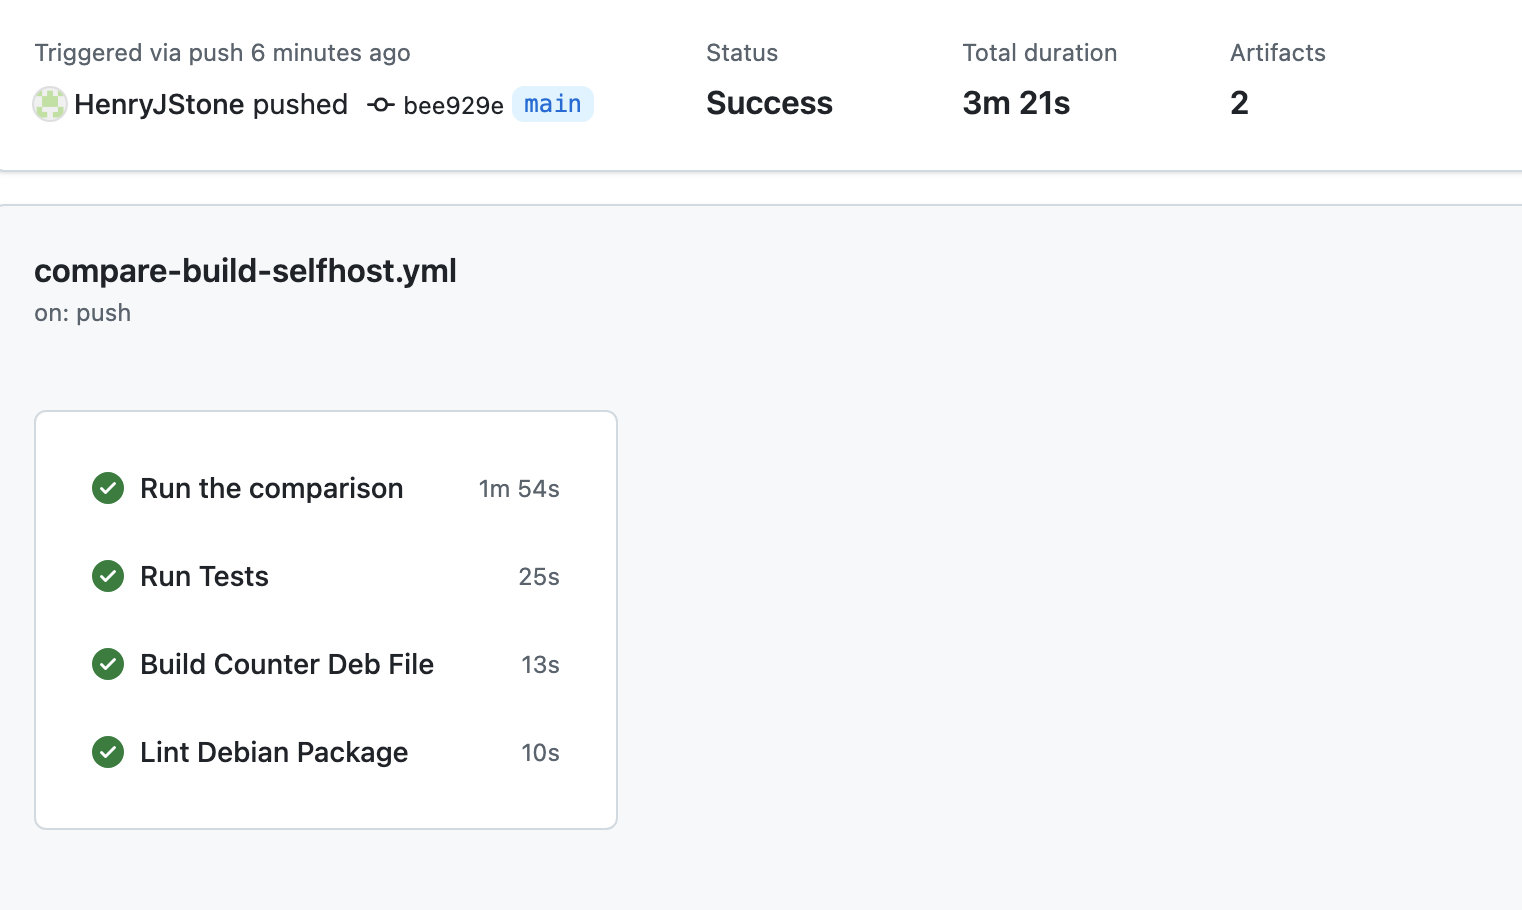 Triggered via push 6 minutes ago
HenryJStone pushed bee929e main
Status
Success
Total duration
3m 21s
Artifacts
2
compare-build-selfhost.yml
on: push
Run the comparison 1m 54s
Run Tests 25s
Build Counter Deb File 13s
Lint Debian Package 10s